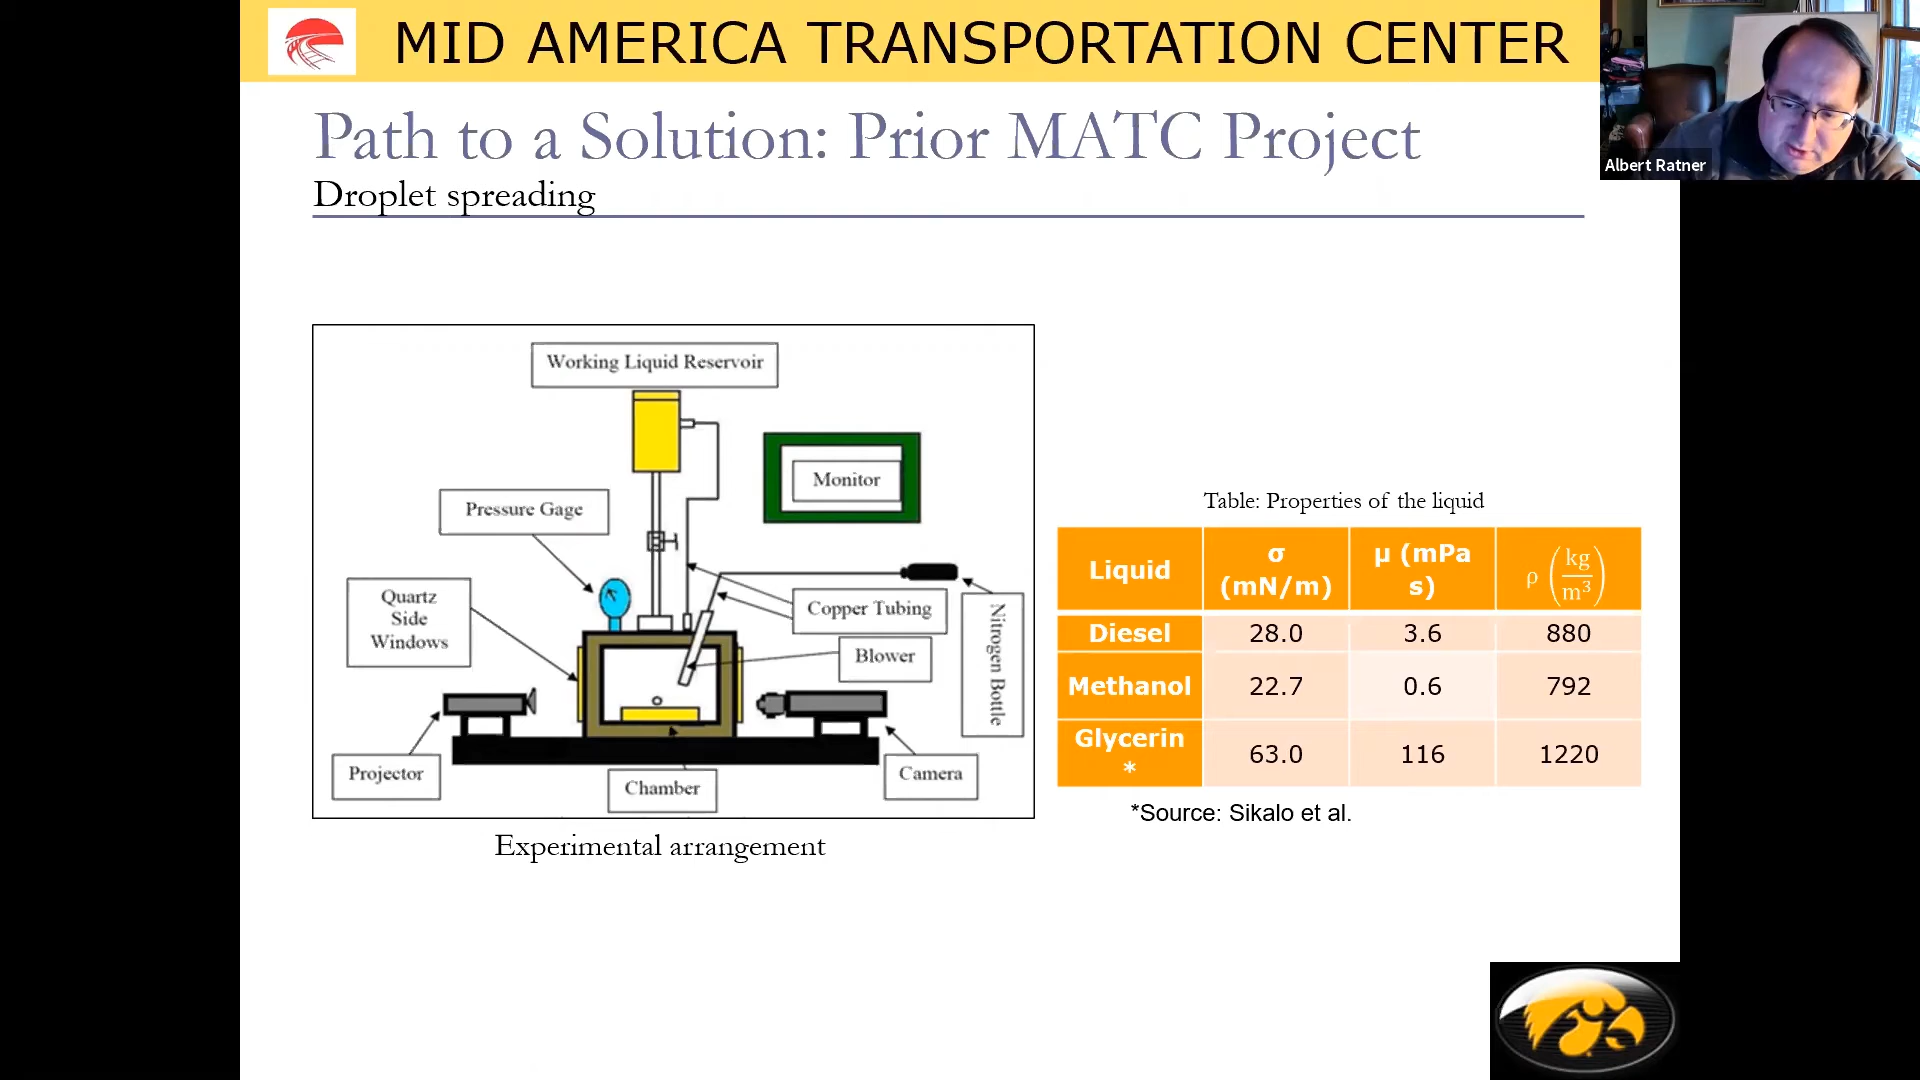 MID AMERICA TRANSPORTATION CENTER
Path to a Solution: Prior MATC Project
Droplet spreading
Albert Ratner
Working Liquid Reservoir
Monitor
Pressure Gage
Quartz
Side
Windows
Copper Tubing
Blower
Nitrogen Bottle
Projector
Chamber
Camera
Experimental arrangement
Table: Properties of the liquid
Liquid σ (mN/m) μ (mPa s) ρ (kg/m³)
Diesel 28.0 3.6 880
Methanol 22.7 0.6 792
Glycerin * 63.0 116 1220
*Source: Sikalo et al.